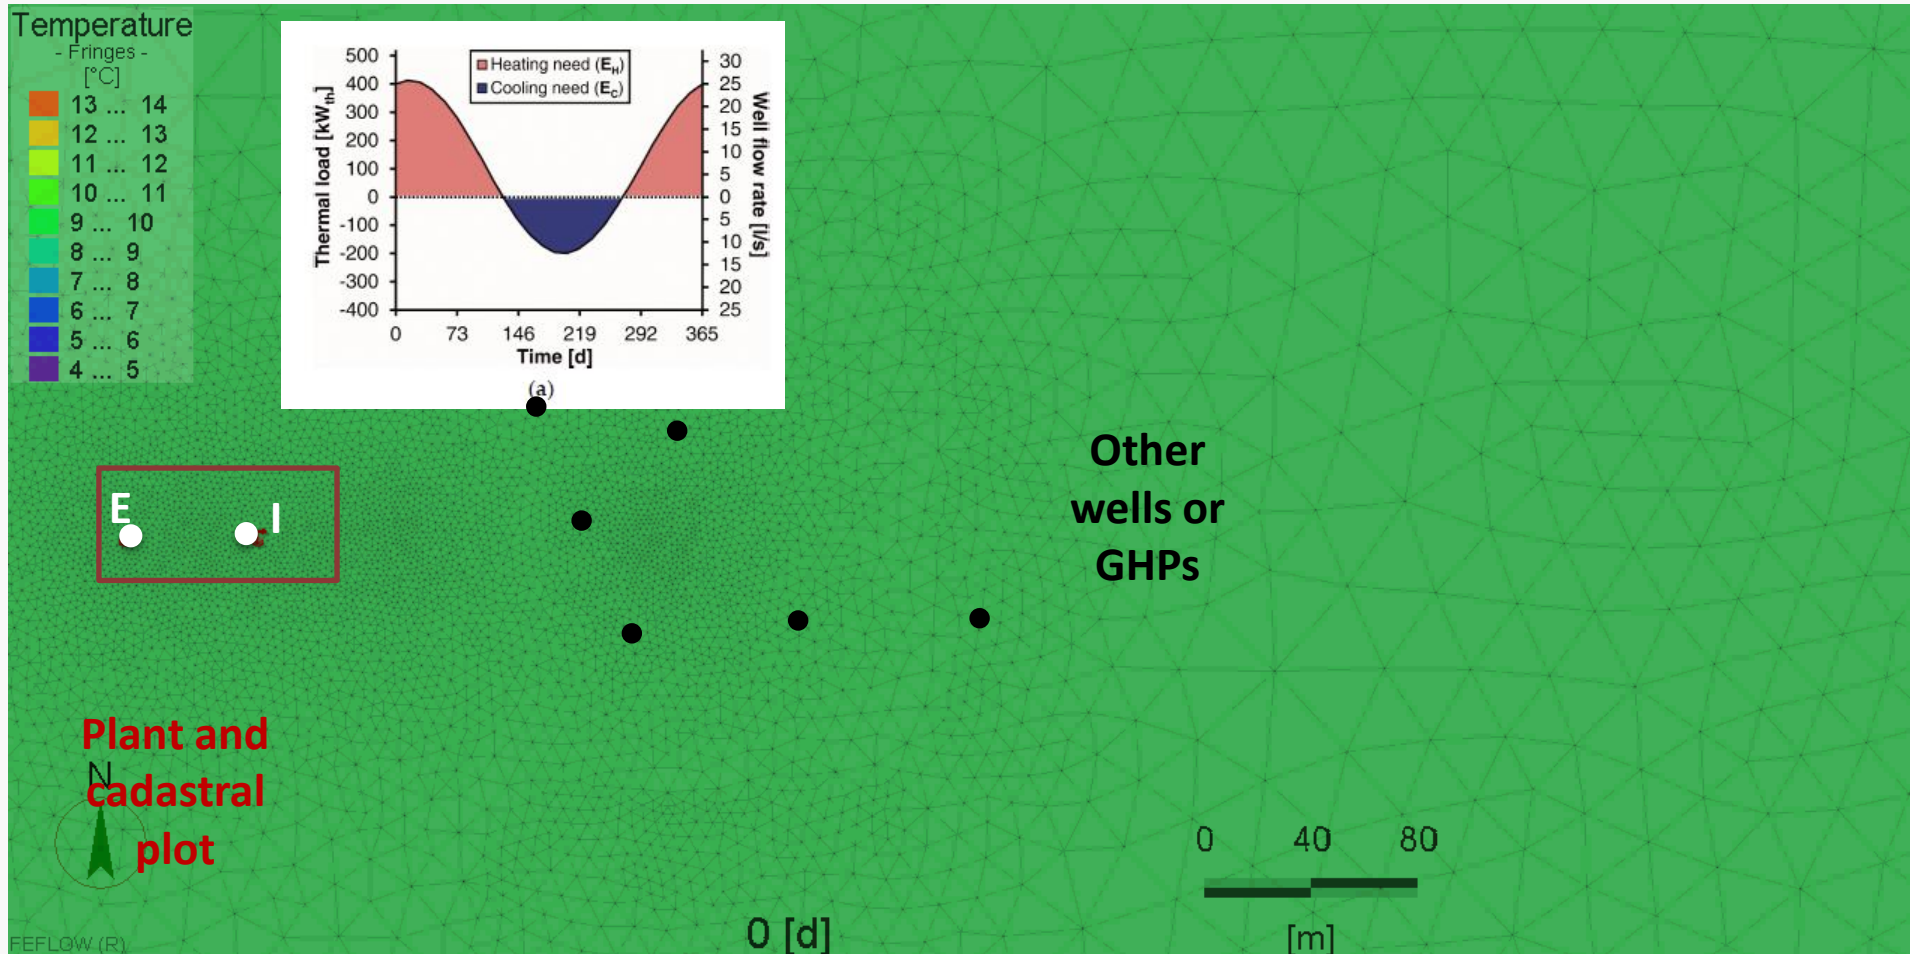 Temperature
- Fringes -
[°C]
13 ... 14
12 ... 13
11 ... 12
10 ... 11
9 ... 10
8 ... 9
7 ... 8
6 ... 7
5 ... 6
4 ... 5
Heating need (E_H)
Cooling need (E_C)
Thermal load [kW_th]
500
400
300
200
100
0
-100
-200
-300
-400
30
25
20
15
10
5
0
5
10
15
20
25
Well flow rate [l/s]
0 73 146 219 292 365
Time [d]
(a)
E
I
Other
wells or
GHPs
Plant and
N
cadastral
plot
0 40 80
[m]
0 [d]
FEFLOW (R)